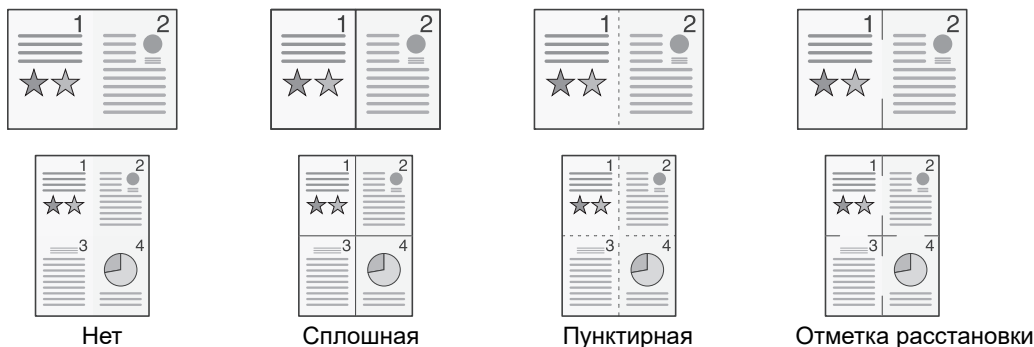 1 2 1 2 1 2 1 2
1 2 1 2 1 2 1 2
3 4 3 4 3 4 3 4
Нет Сплошная Пунктирная Отметка расстановки